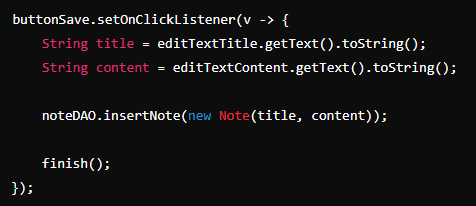 buttonSave.setOnClickListener(v -> {
    String title = editTextTitle.getText().toString();
    String content = editTextContent.getText().toString();
    noteDAO.insertNote(new Note(title, content));
    finish();
});